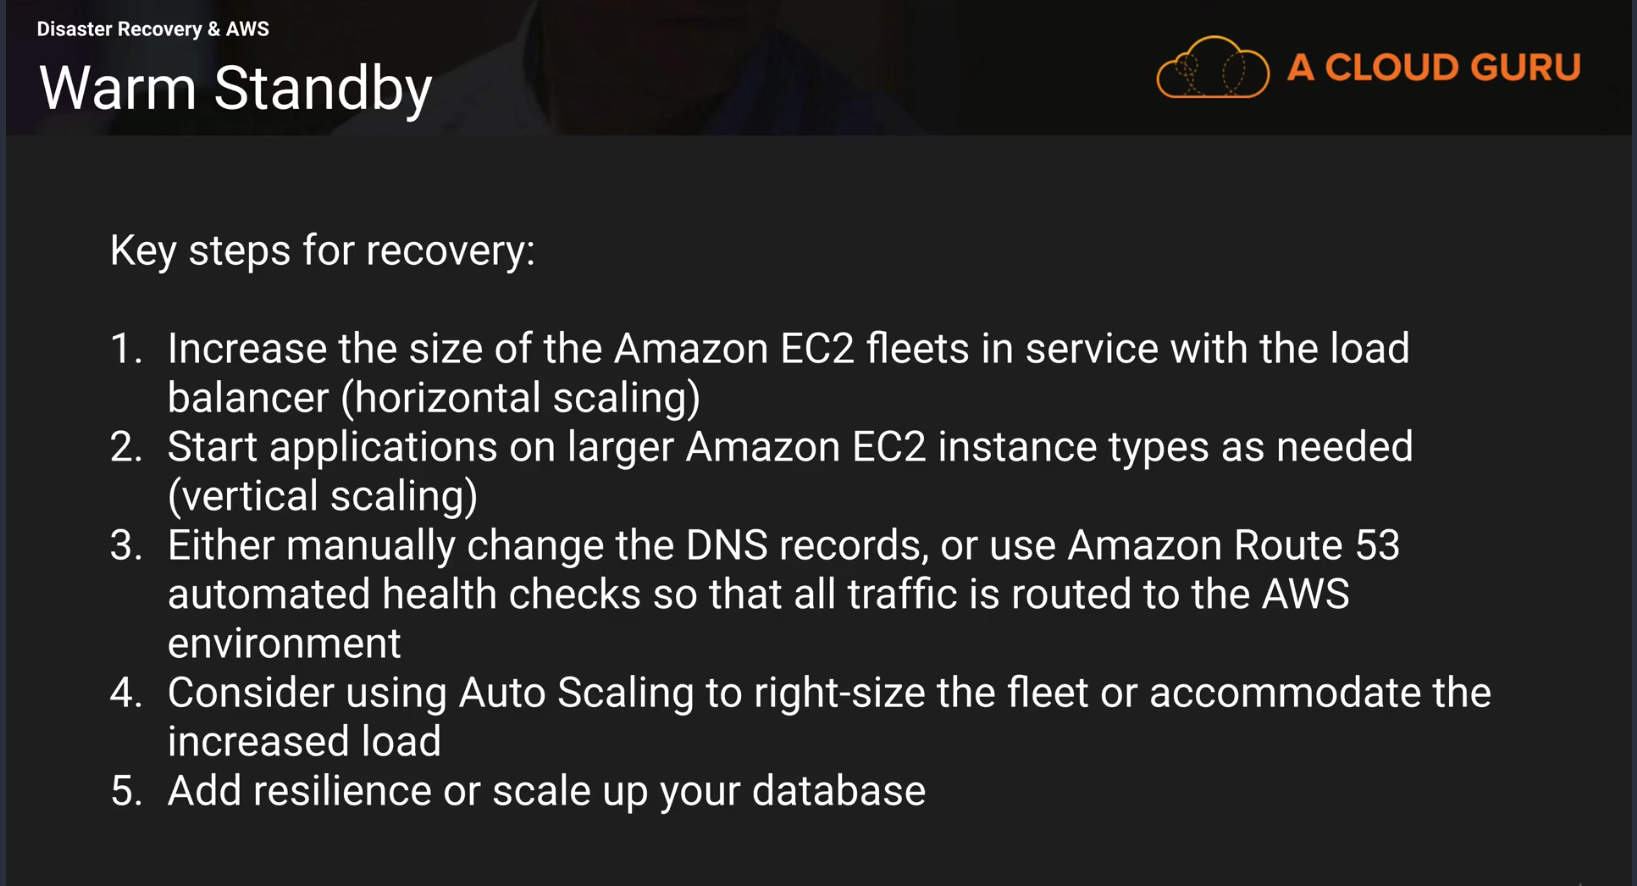 Disaster Recovery & AWS
Warm Standby
A CLOUD GURU
Key steps for recovery:
1. Increase the size of the Amazon EC2 fleets in service with the load
balancer (horizontal scaling)
2. Start applications on larger Amazon EC2 instance types as needed
(vertical scaling)
3. Either manually change the DNS records, or use Amazon Route 53
automated health checks so that all traffic is routed to the AWS
environment
4. Consider using Auto Scaling to right-size the fleet or accommodate the
increased load
5. Add resilience or scale up your database